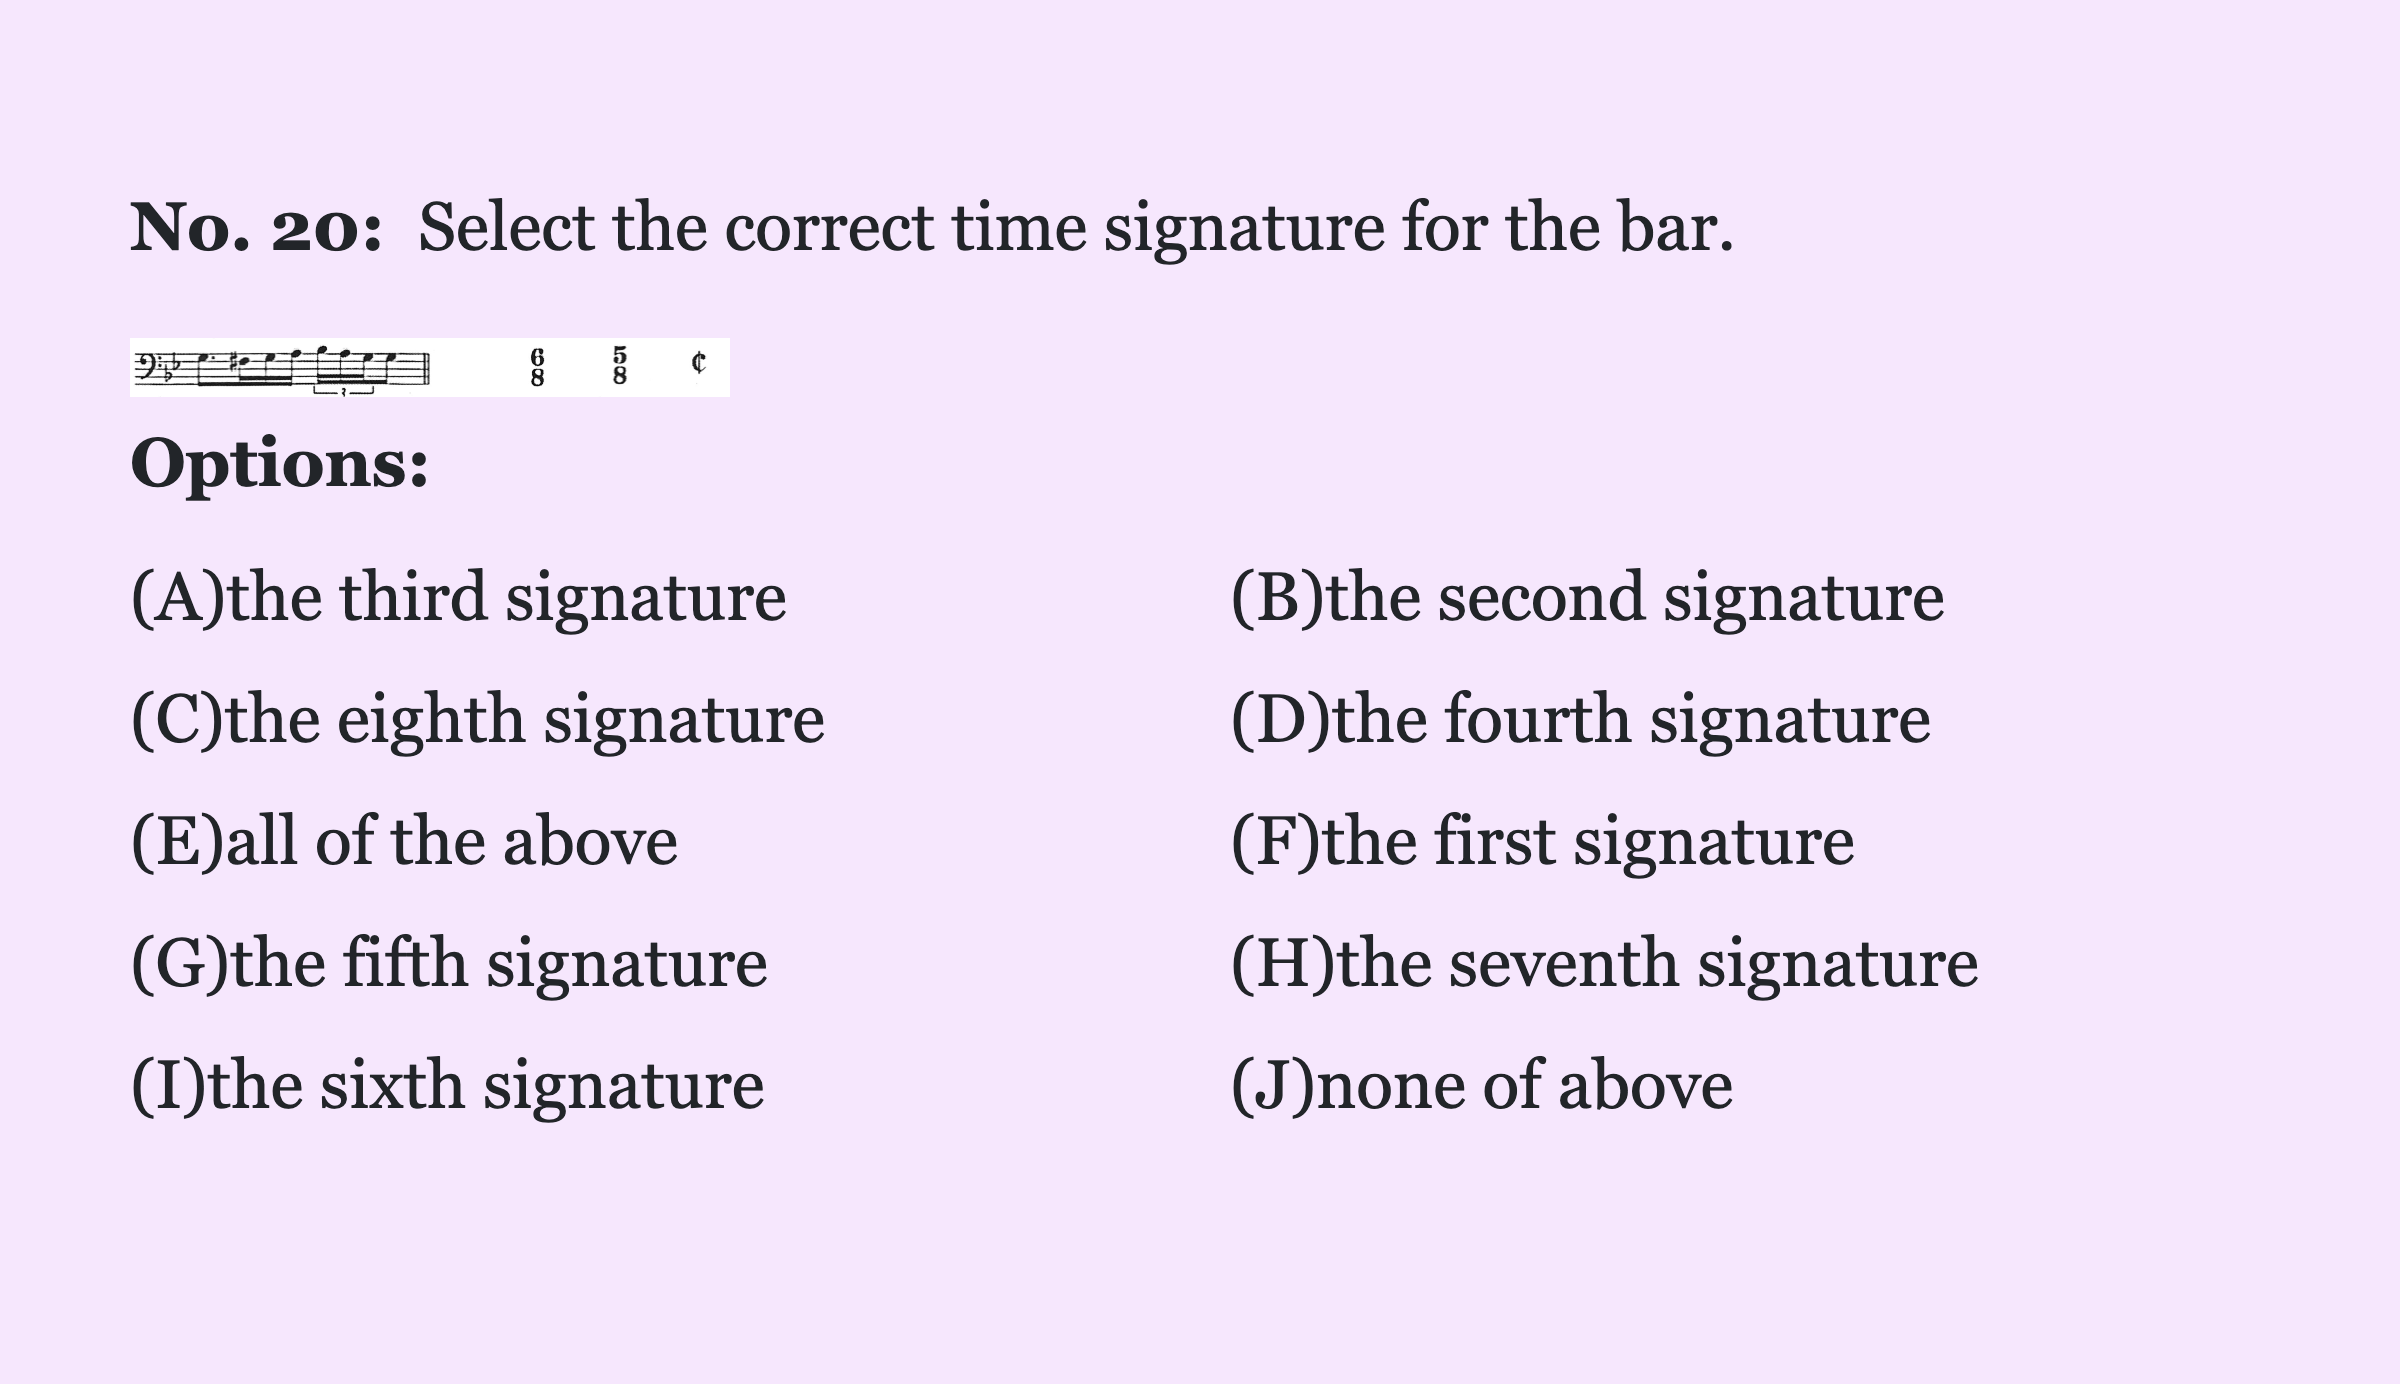 No. 20: Select the correct time signature for the bar.
3
6 5 ¢
8 8
Options:
(A)the third signature
(B)the second signature
(C)the eighth signature
(D)the fourth signature
(E)all of the above
(F)the first signature
(G)the fifth signature
(H)the seventh signature
(I)the sixth signature
(J)none of above